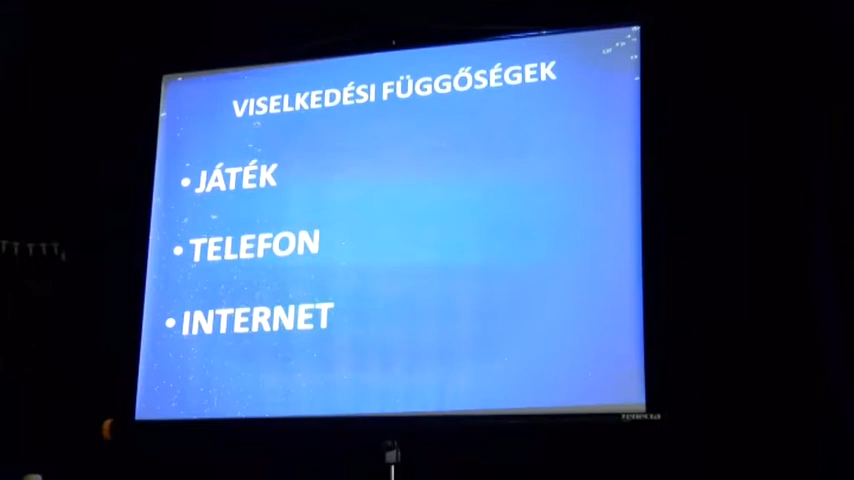 VISELKEDÉSI FÜGGŐSÉGEK
• JÁTÉK
• TELEFON
• INTERNET